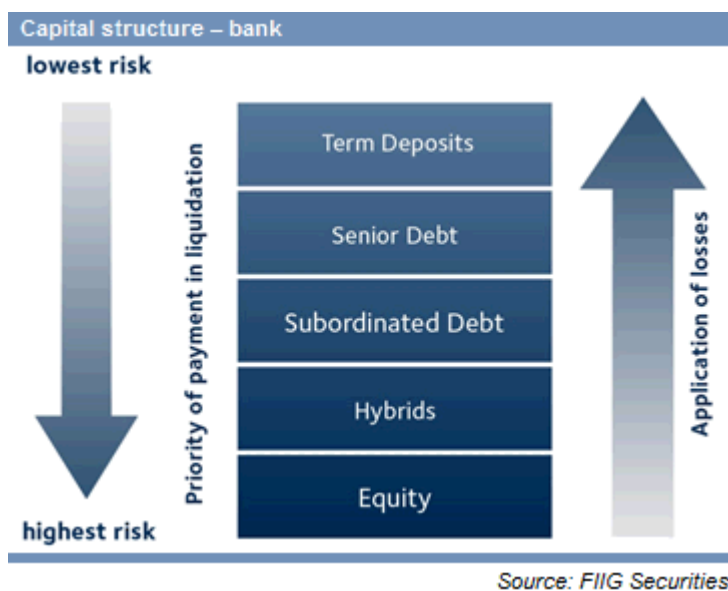 Capital structure – bank
lowest risk
Priority of payment in liquidation
Term Deposits
Senior Debt
Subordinated Debt
Hybrids
Equity
Application of losses
highest risk
Source: FIIG Securities